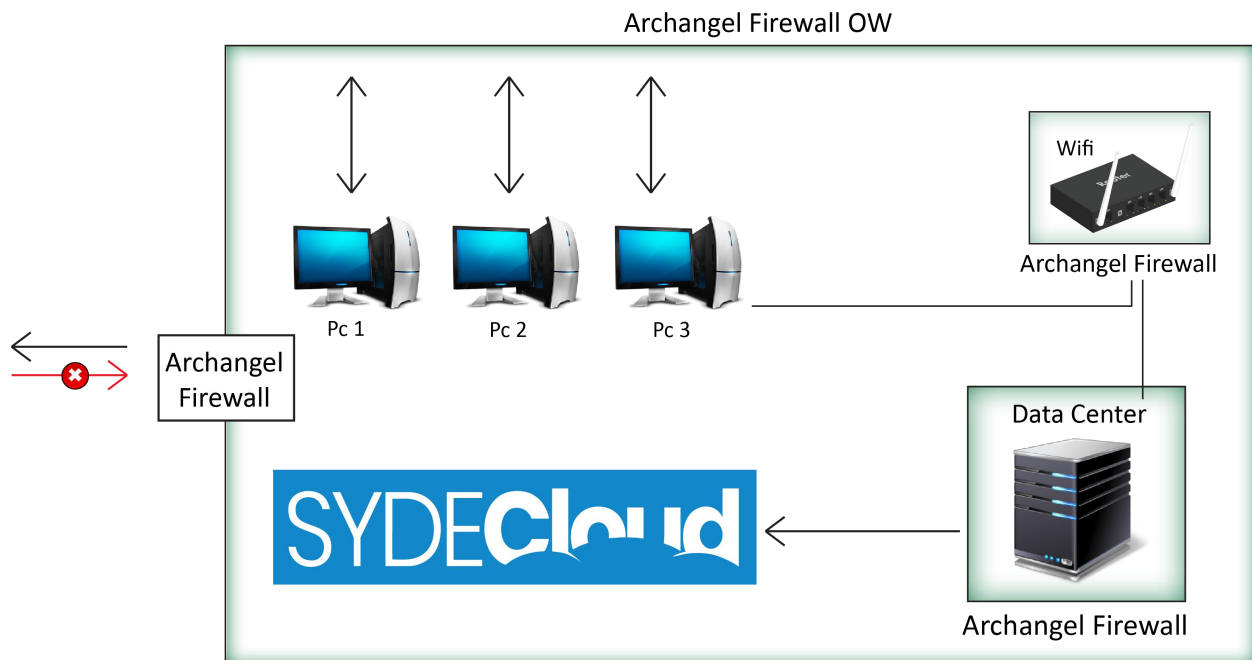 Archangel Firewall OW
Wifi
Router
Archangel Firewall
Pc 1
Pc 2
Pc 3
Archangel
Firewall
Data Center
SYDECloud
Archangel Firewall